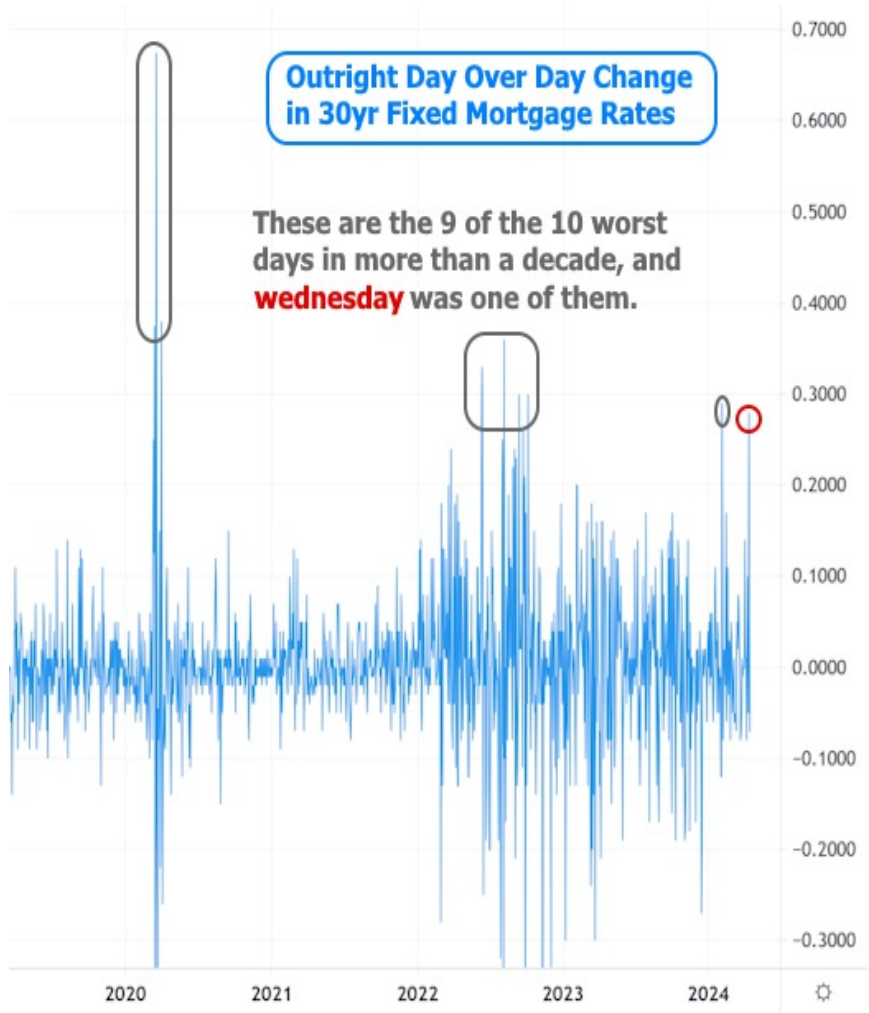 Outright Day Over Day Change
in 30yr Fixed Mortgage Rates
These are the 9 of the 10 worst
days in more than a decade, and
wednesday was one of them.
0.7000
0.6000
0.5000
0.4000
0.3000
0.2000
0.1000
0.0000
−0.1000
−0.2000
−0.3000
2020 2021 2022 2023 2024